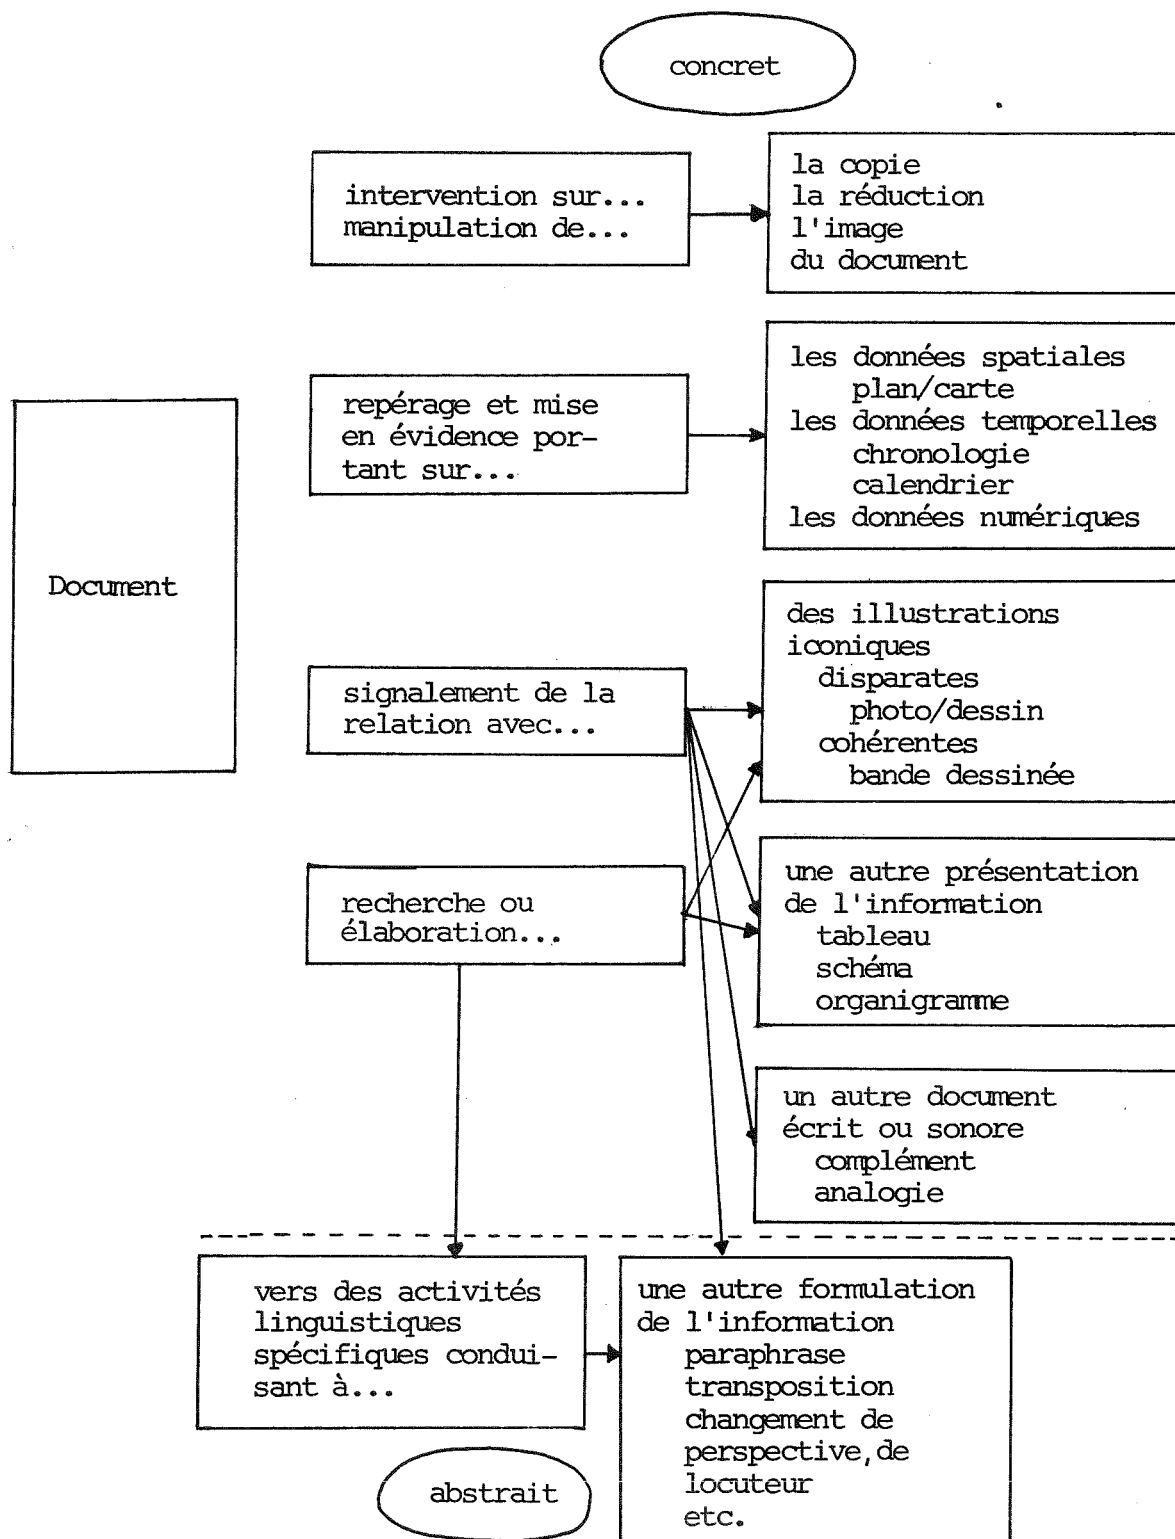 concret
intervention sur...
manipulation de...
la copie
la réduction
l'image
du document
Document
repérage et mise
en évidence por-
tant sur...
les données spatiales
plan/carte
les données temporelles
chronologie
calendrier
les données numériques
signalement de la
relation avec...
des illustrations
iconiques
disparates
photo/dessin
cohérentes
bande dessinée
recherche ou
élaboration...
une autre présentation
de l'information
tableau
schéma
organigramme
un autre document
écrit ou sonore
complément
analogie
vers des activités
linguistiques
spécifiques condui-
sant à...
une autre formulation
de l'information
paraphrase
transposition
changement de
perspective, de
locuteur
etc.
abstrait